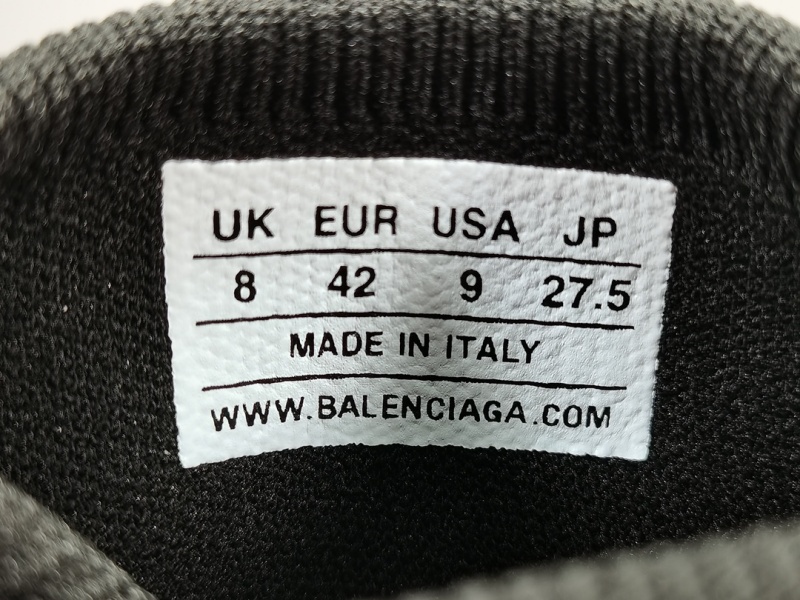 UK EUR USA JP
8 42 9 27.5
MADE IN ITALY
WWW.BALENCIAGA.COM